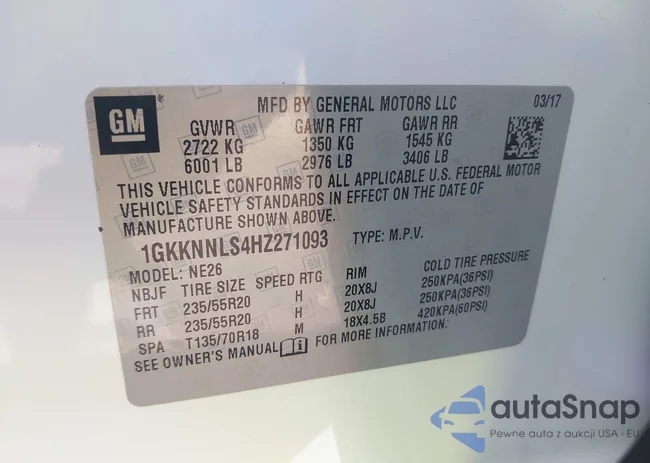 GM
MFD BY GENERAL MOTORS LLC 03/17
GVWR GAWR FRT GAWR RR
2722 KG 1350 KG 1545 KG
6001 LB 2976 LB 3406 LB
THIS VEHICLE CONFORMS TO ALL APPLICABLE U.S. FEDERAL MOTOR
VEHICLE SAFETY STANDARDS IN EFFECT ON THE DATE OF
MANUFACTURE SHOWN ABOVE.
1GKKNNLS4HZ271093 TYPE: M.P.V.
MODEL: NE26
NBJF TIRE SIZE SPEED RTG RIM COLD TIRE PRESSURE
FRT 235/55R20 H 20X8J 250KPA(36PSI)
RR 235/55R20 H 20X8J 250KPA(36PSI)
SPA T135/70R18 M 18X4.5B 420KPA(60PSI)
SEE OWNER'S MANUAL FOR MORE INFORMATION.
autaSnap
Pewne auta z aukcji USA i EU